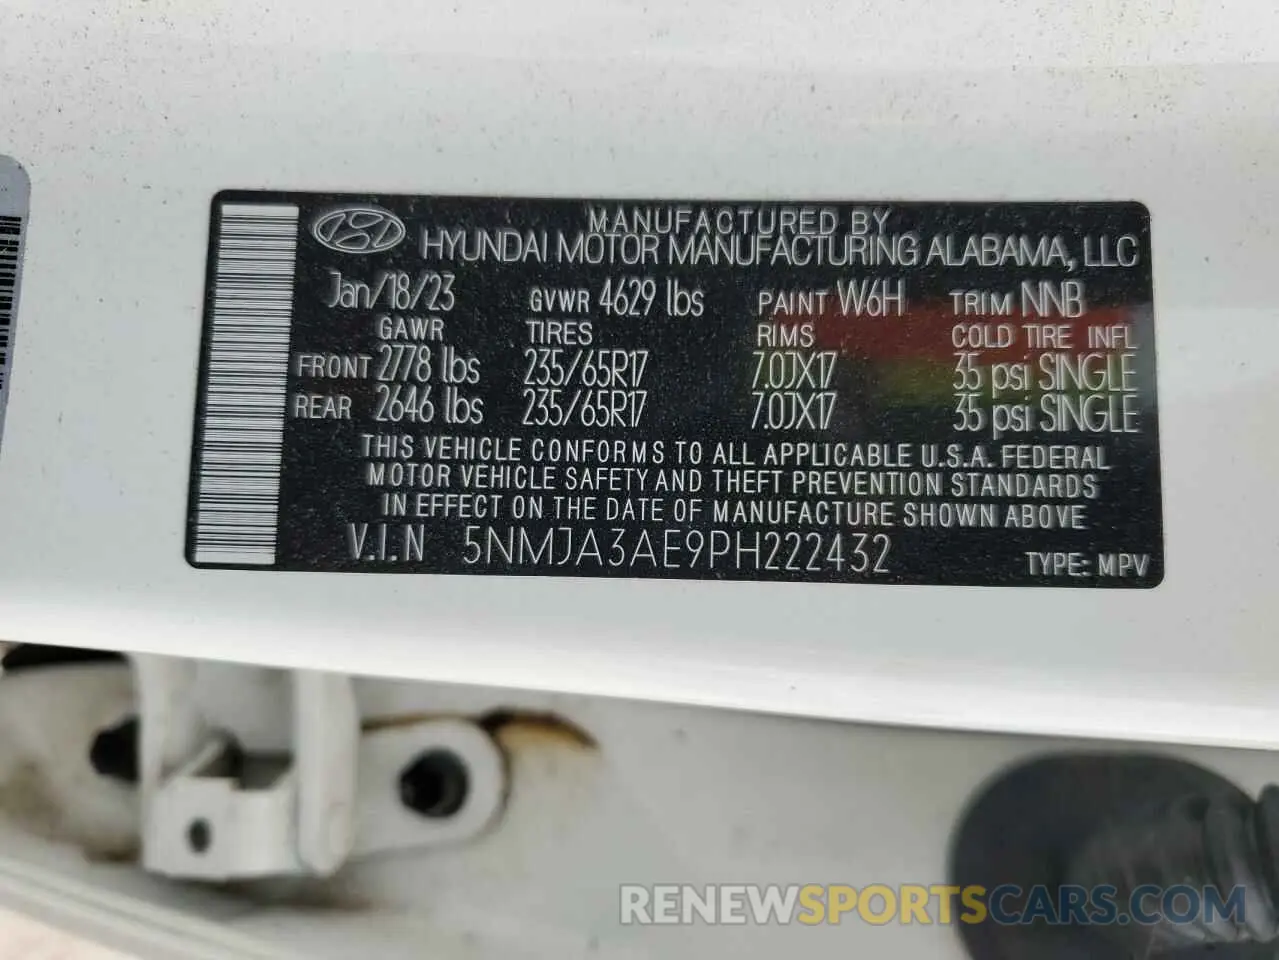 MANUFACTURED BY
HYUNDAI MOTOR MANUFACTURING ALABAMA, LLC
Jan/18/23 GVWR 4629 lbs PAINT W6H TRIM NNB
GAWR TIRES RIMS COLD TIRE INFL
FRONT 2778 lbs 235/65R17 7.0JX17 35 psi SINGLE
REAR 2646 lbs 235/65R17 7.0JX17 35 psi SINGLE
THIS VEHICLE CONFORMS TO ALL APPLICABLE U.S.A. FEDERAL
MOTOR VEHICLE SAFETY AND THEFT PREVENTION STANDARDS
IN EFFECT ON THE DATE OF MANUFACTURE SHOWN ABOVE
V.I.N 5NMJA3AE9PH222432 TYPE: MPV
RENEWSPORTSCARS.COM